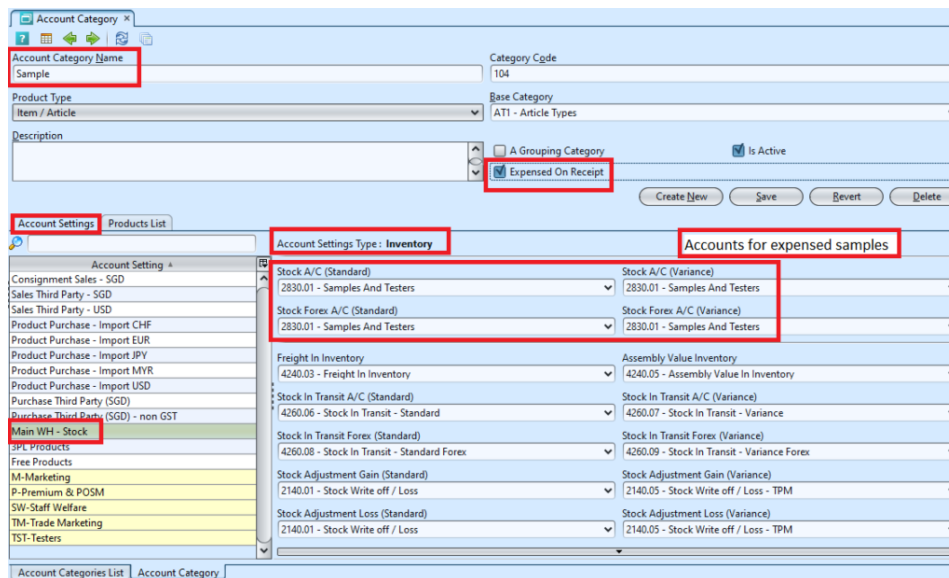 Account Category ×
Account Category Name
Category Code
Sample
104
Product Type
Base Category
Item / Article
AT1 - Article Types
Description
A Grouping Category
Is Active
Expensed On Receipt
Create New
Save
Revert
Delete
Account Settings
Products List
Account Settings Type : Inventory
Accounts for expensed samples
Account Setting
Consignment Sales - SGD
Sales Third Party - SGD
Sales Third Party - USD
Product Purchase - Import CHF
Product Purchase - Import EUR
Product Purchase - Import JPY
Product Purchase - Import MYR
Product Purchase - Import USD
Purchase Third Party (SGD)
Purchase Third Party (SGD) - non GST
Main WH - Stock
3PL Products
Free Products
M-Marketing
P-Premium & POSM
SW-Staff Welfare
TM-Trade Marketing
TST-Testers
Stock A/C (Standard)
Stock A/C (Variance)
2830.01 - Samples And Testers
2830.01 - Samples And Testers
Stock Forex A/C (Standard)
Stock Forex A/C (Variance)
2830.01 - Samples And Testers
2830.01 - Samples And Testers
Freight In Inventory
Assembly Value Inventory
4240.03 - Freight In Inventory
4240.05 - Assembly Value In Inventory
Stock In Transit A/C (Standard)
Stock In Transit A/C (Variance)
4260.06 - Stock In Transit - Standard
4260.07 - Stock In Transit - Variance
Stock In Transit Forex (Standard)
Stock In Transit Forex (Variance)
4260.08 - Stock In Transit - Standard Forex
4260.09 - Stock In Transit - Variance Forex
Stock Adjustment Gain (Standard)
Stock Adjustment Gain (Variance)
2140.01 - Stock Write off / Loss
2140.05 - Stock Write off / Loss - TPM
Stock Adjustment Loss (Standard)
Stock Adjustment Loss (Variance)
2140.01 - Stock Write off / Loss
2140.05 - Stock Write off / Loss - TPM
Account Categories List
Account Category